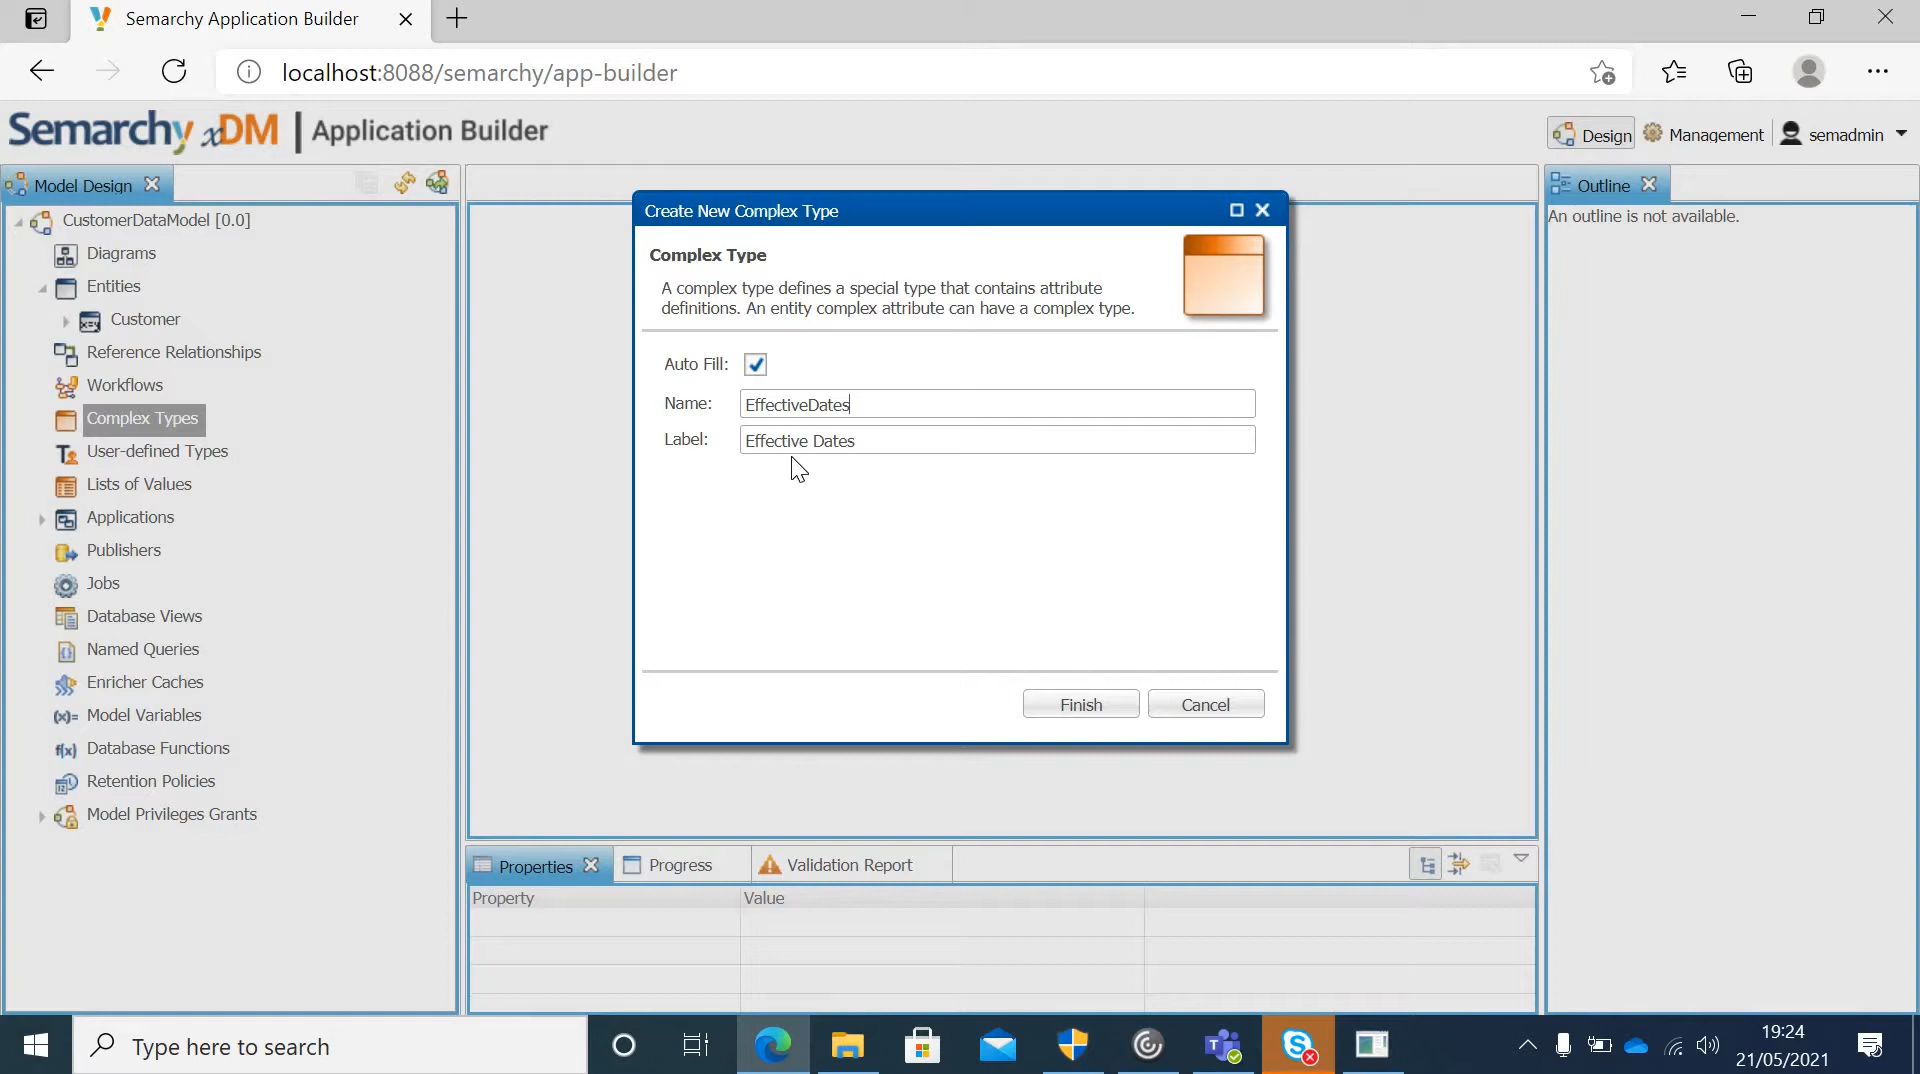 Semarchy Application Builder
localhost:8088/semarchy/app-builder
Semarchy xDM | Application Builder
Design
Management
semadmin
Model Design
Outline
CustomerDataModel [0.0]
Diagrams
Entities
Customer
Reference Relationships
Workflows
Complex Types
User-defined Types
Lists of Values
Applications
Publishers
Jobs
Database Views
Named Queries
Enricher Caches
Model Variables
Database Functions
Retention Policies
Model Privileges Grants
Create New Complex Type
Complex Type
A complex type defines a special type that contains attribute
definitions. An entity complex attribute can have a complex type.
Auto Fill:
Name: EffectiveDates
Label: Effective Dates
Finish
Cancel
An outline is not available.
Properties
Progress
Validation Report
Property
Value
Type here to search
19:24
21/05/2021